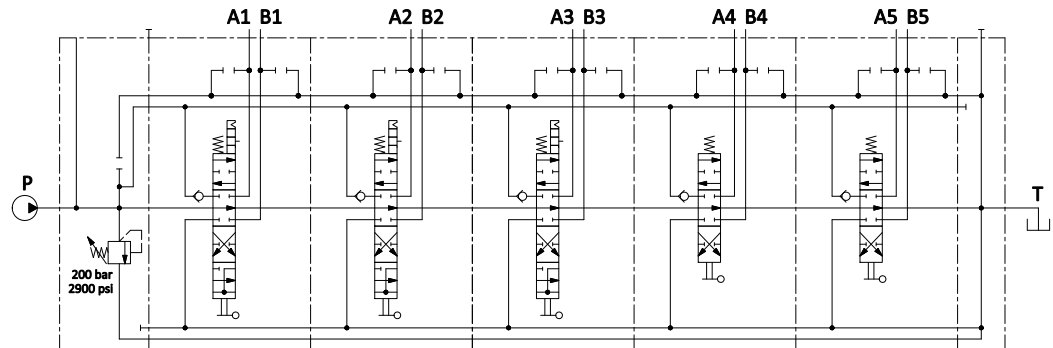 A1 B1 A2 B2 A3 B3 A4 B4 A5 B5
P
T
200 bar
2900 psi